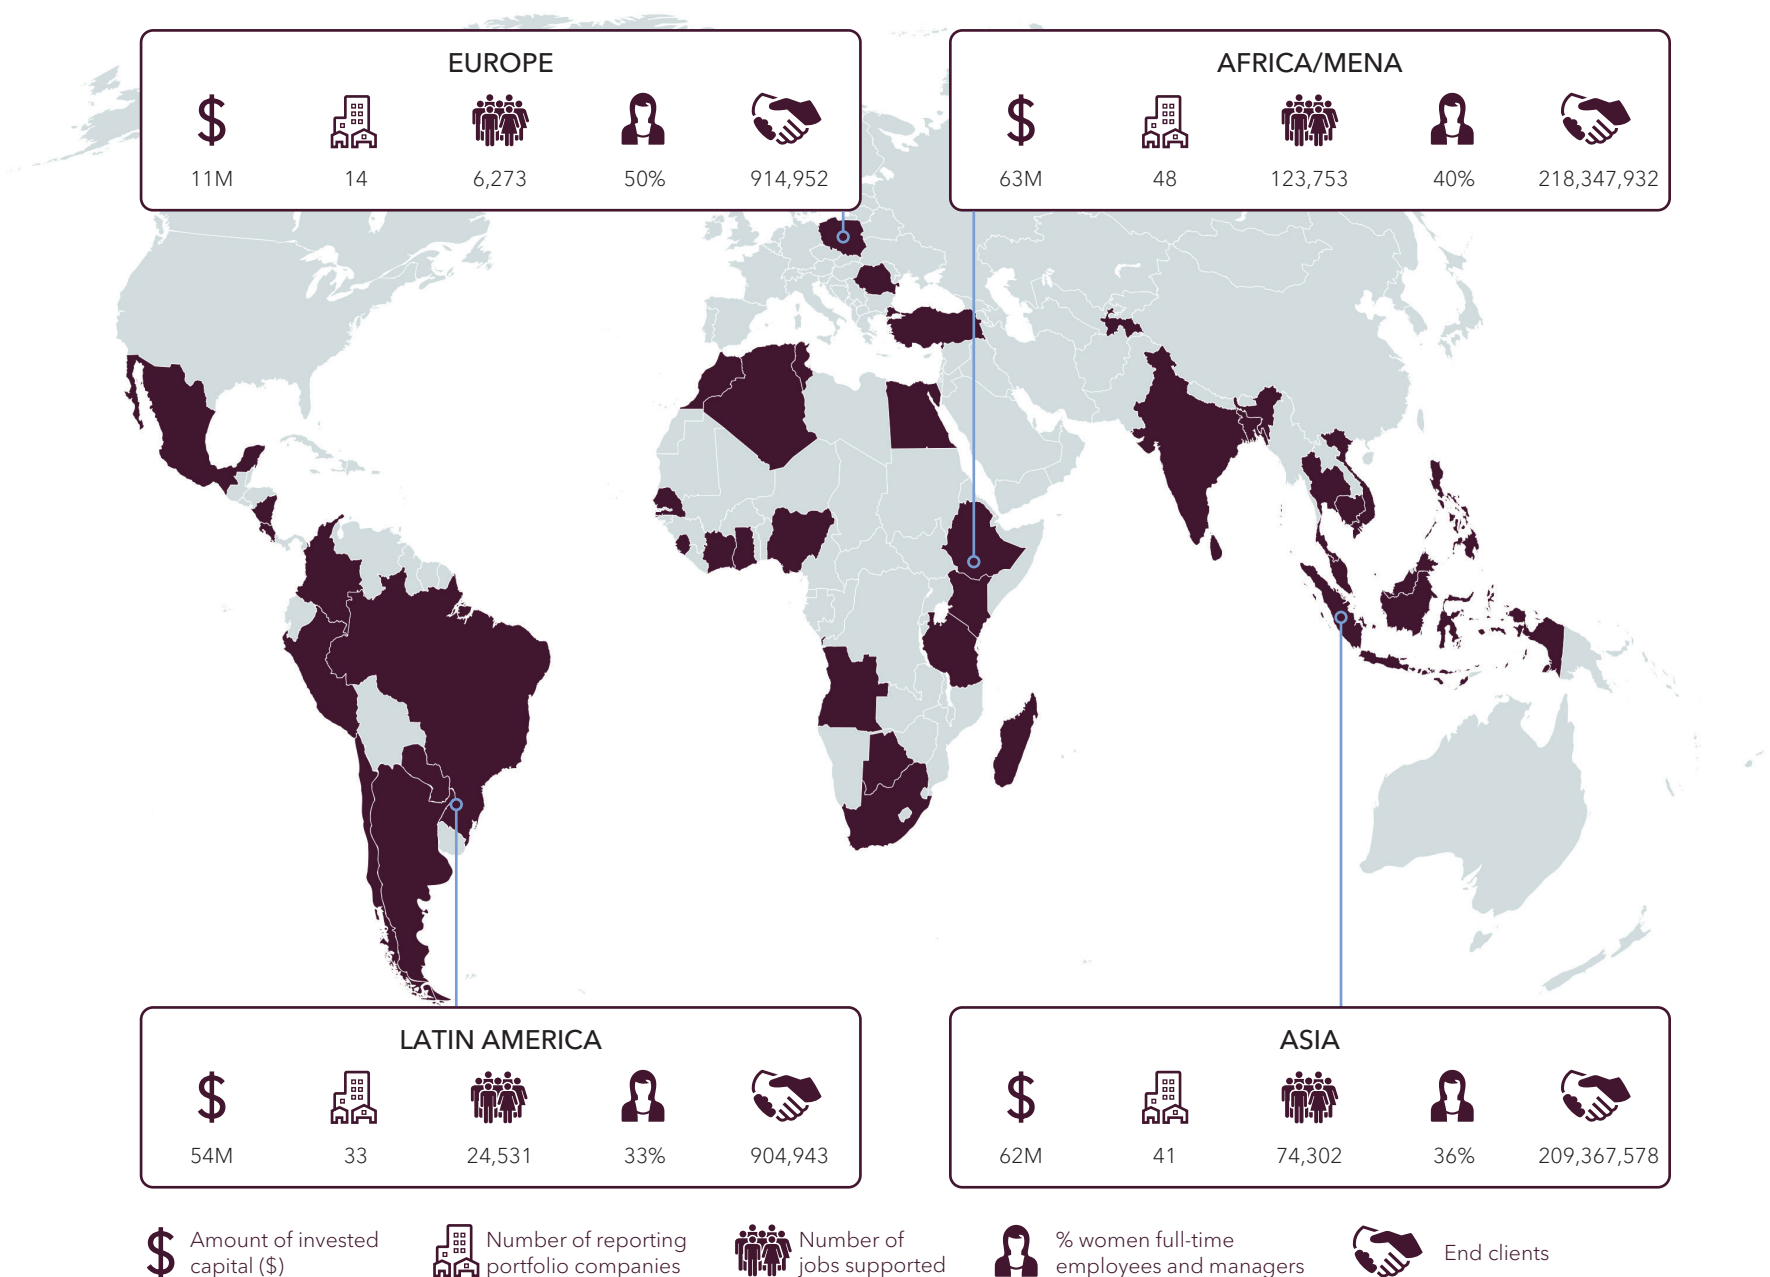 EUROPE
11M 14 6,273 50% 914,952
AFRICA/MENA
63M 48 123,753 40% 218,347,932
LATIN AMERICA
54M 33 24,531 33% 904,943
ASIA
62M 41 74,302 36% 209,367,578
Amount of invested
capital ($)
Number of reporting
portfolio companies
Number of
jobs supported
% women full-time
employees and managers
End clients